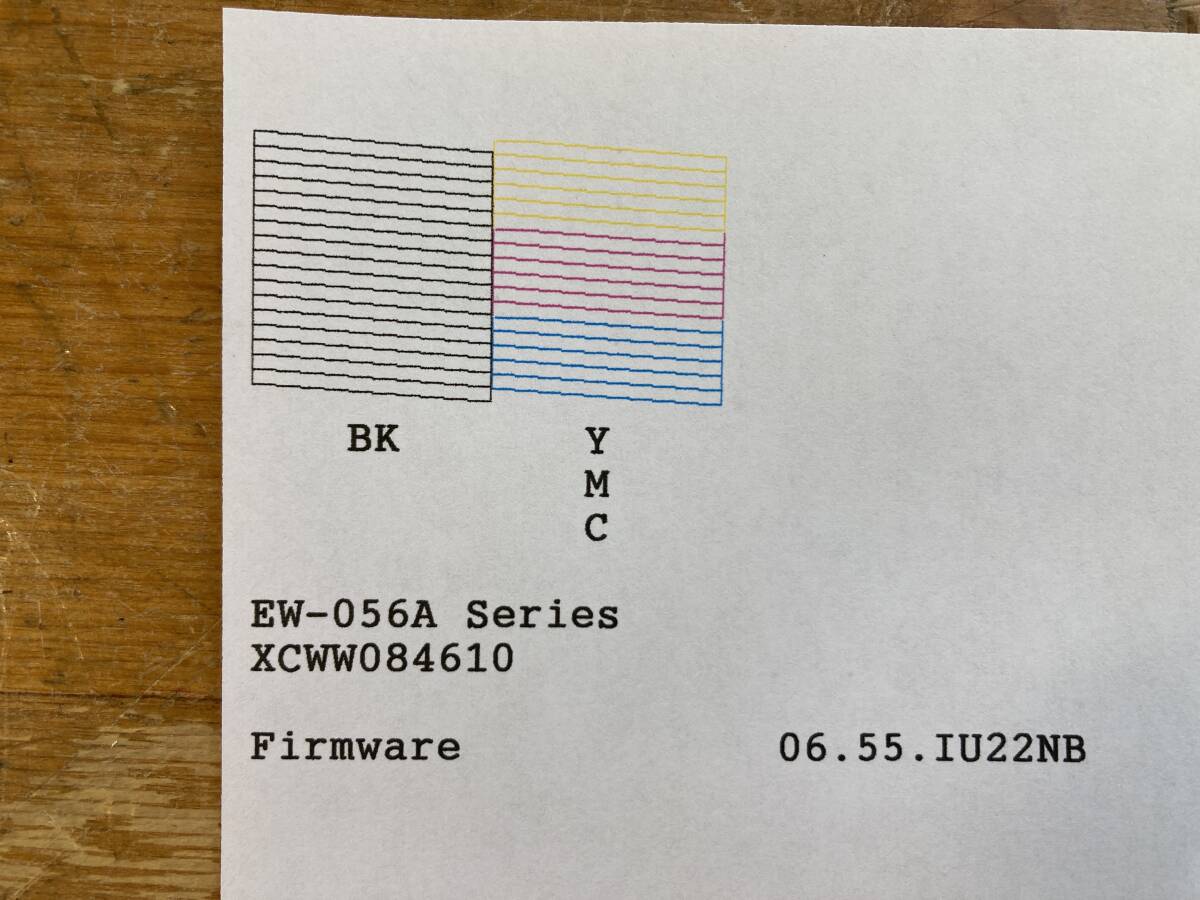 BK
Y
M
C
EW-056A Series
XCWW084610
Firmware 06.55.IU22NB